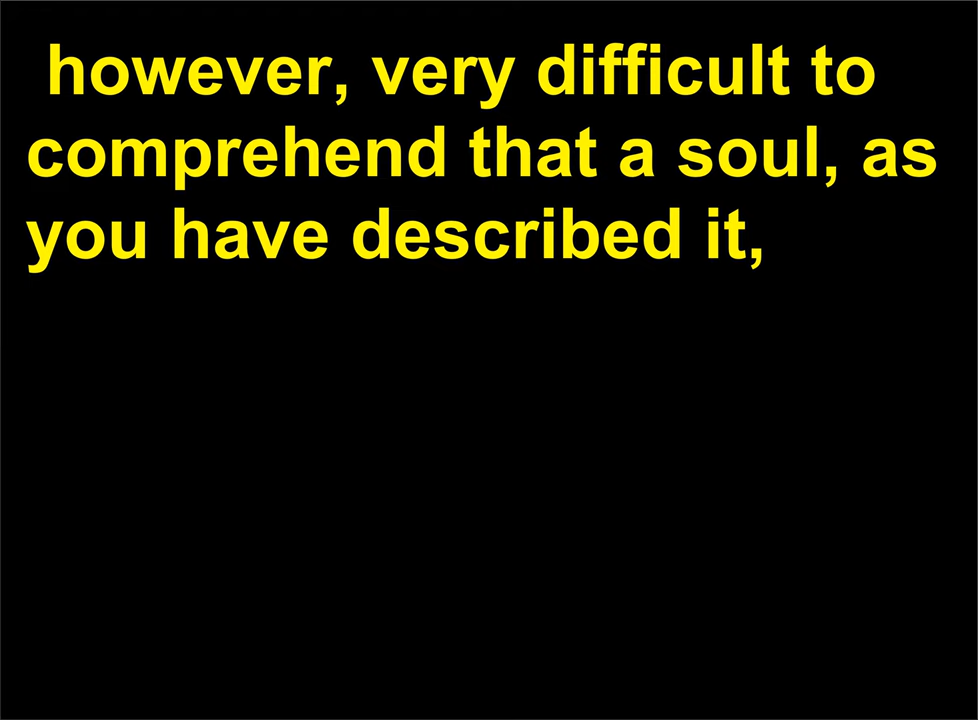 however, very difficult to
comprehend that a soul, as
you have described it,